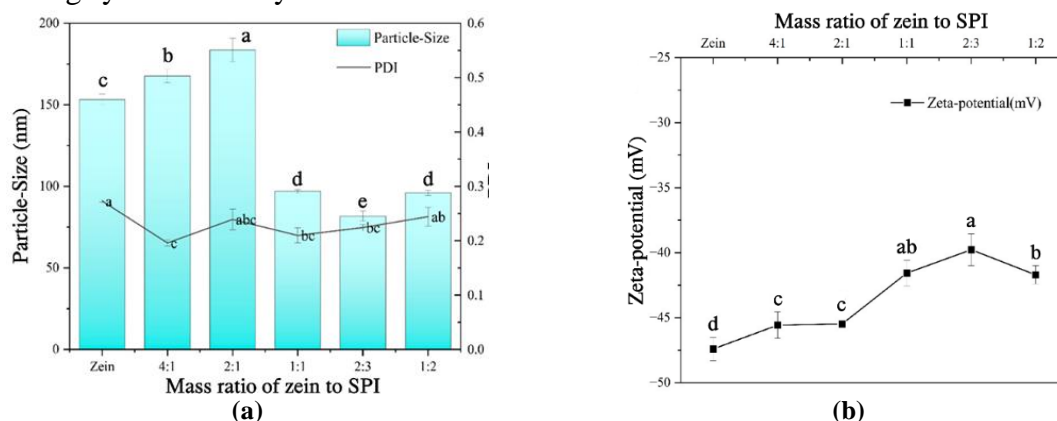 200
150
100
50
0
Particle-Size (nm)
a
b
c
d
e
d
Particle-Size
PDI
a
c
abc
bc
bc
ab
0.6
0.5
0.4
0.3
0.2
0.1
0.0
Zein 4:1 2:1 1:1 2:3 1:2
Mass ratio of zein to SPI
(a)
Mass ratio of zein to SPI
Zein 4:1 2:1 1:1 2:3 1:2
−25
−30
−35
−40
−45
−50
Zeta-potential (mV)
Zeta-potential(mV)
d
c
c
ab
a
b
(b)